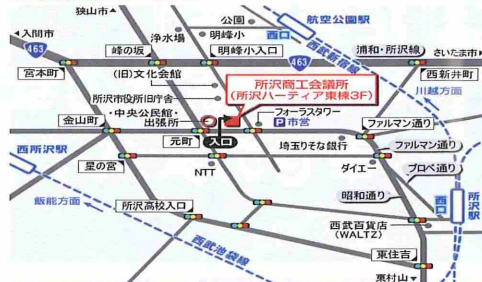 狭山市▲
公園
航空公園駅
▲入間市
浄水場
明峰小
西口
463
峰の坂
明峰小入口
463
西武新宿線
浦和・所沢線
さいたま市▶
宮本町
(旧)文化会館
西新井町
所沢商工会議所
(所沢ハーティア東棟3F)
川越方面
所沢市役所旧庁舎
・中央公民館・
出張所
フォーラスタワー
P市営
金山町
元町
入口
埼玉りそな銀行
ファルマン通り
ファルマン通り
西所沢駅
星の宮
NTT
ダイエー
プロペ通り
飯能方面
昭和通り
所沢高校入口
西口
所沢駅
西武百貨店
(WALTZ)
西武池袋線
東住吉
東村山▼